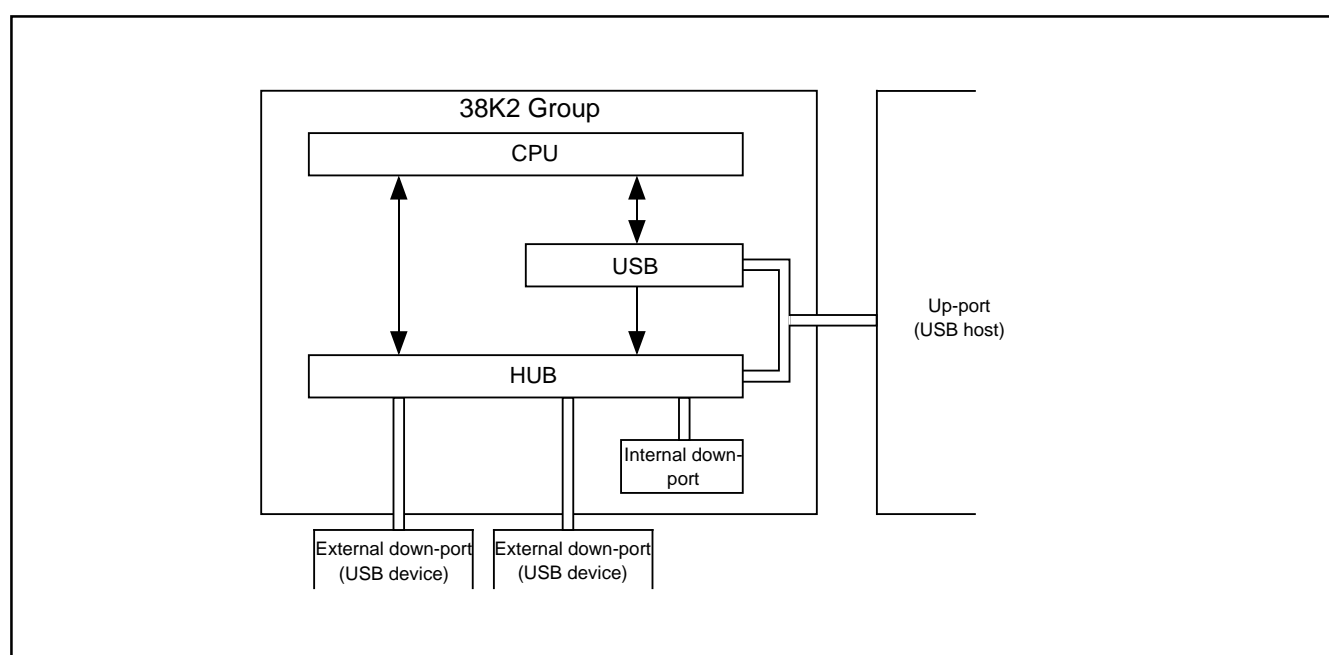 38K2 Group
CPU
USB
Up-port
(USB host)
HUB
Internal down-
port
External down-port
(USB device)
External down-port
(USB device)